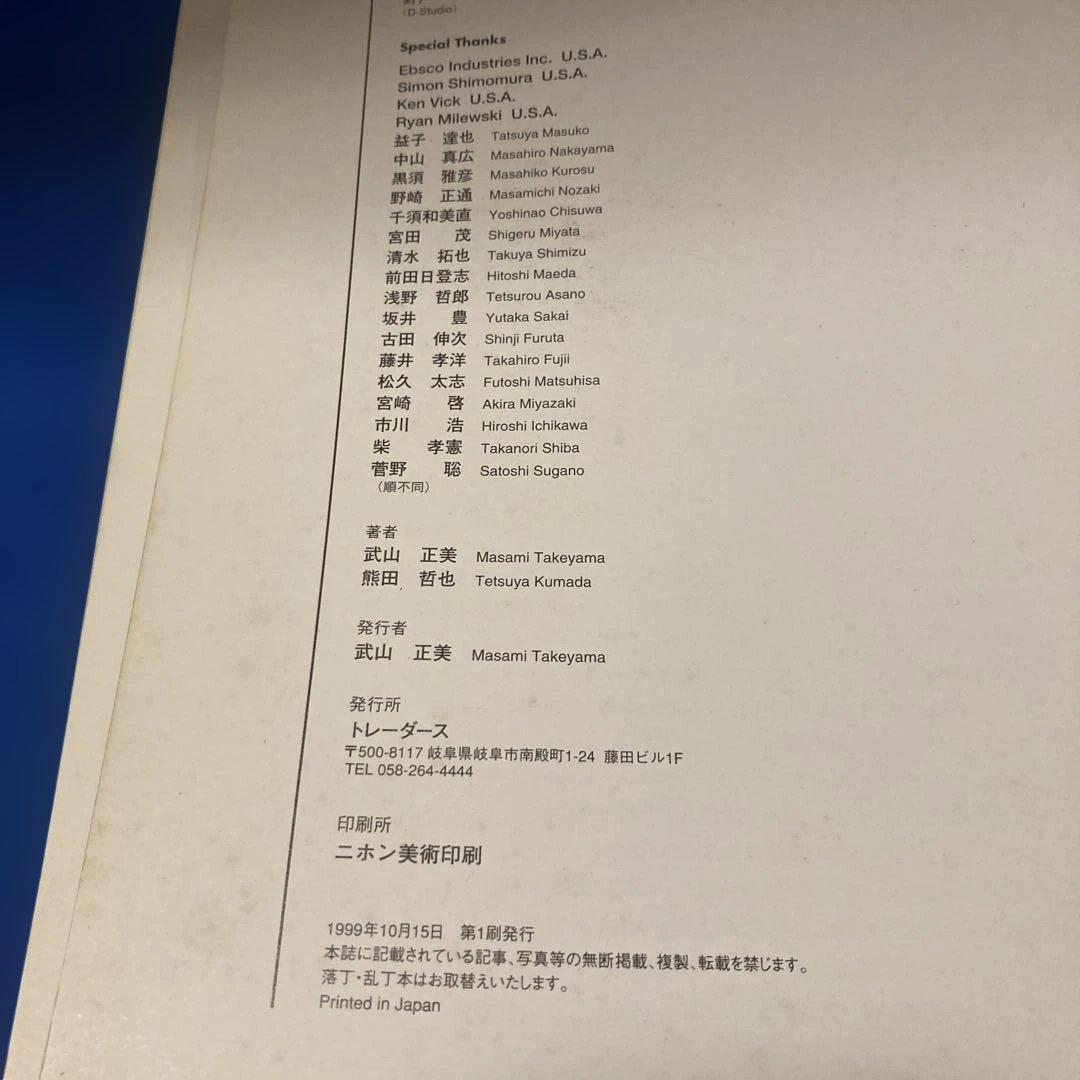 (D-Studio)
Special Thanks
Ebsco Industries Inc. U.S.A.
Simon Shimomura U.S.A.
Ken Vick U.S.A.
Ryan Milewski U.S.A.
益子 達也 Tatsuya Masuko
中山 真広 Masahiro Nakayama
黒須 雅彦 Masahiko Kurosu
野崎 正通 Masamichi Nozaki
千須和美直 Yoshinao Chisuwa
宮田 茂 Shigeru Miyata
清水 拓也 Takuya Shimizu
前田日登志 Hitoshi Maeda
浅野 哲郎 Tetsurou Asano
坂井 豊 Yutaka Sakai
古田 伸次 Shinji Furuta
藤井 孝洋 Takahiro Fujii
松久 太志 Futoshi Matsuhisa
宮崎 啓 Akira Miyazaki
市川 浩 Hiroshi Ichikawa
柴 孝憲 Takanori Shiba
菅野 聡 Satoshi Sugano
(順不同)
著者
武山 正美 Masami Takeyama
熊田 哲也 Tetsuya Kumada
発行者
武山 正美 Masami Takeyama
発行所
トレーダース
〒500-8117 岐阜県岐阜市南殿町1-24 藤田ビル1F
TEL 058-264-4444
印刷所
ニホン美術印刷
1999年10月15日 第1刷発行
本誌に記載されている記事、写真等の無断掲載、複製、転載を禁じます。
落丁・乱丁本はお取替えいたします。
Printed in Japan